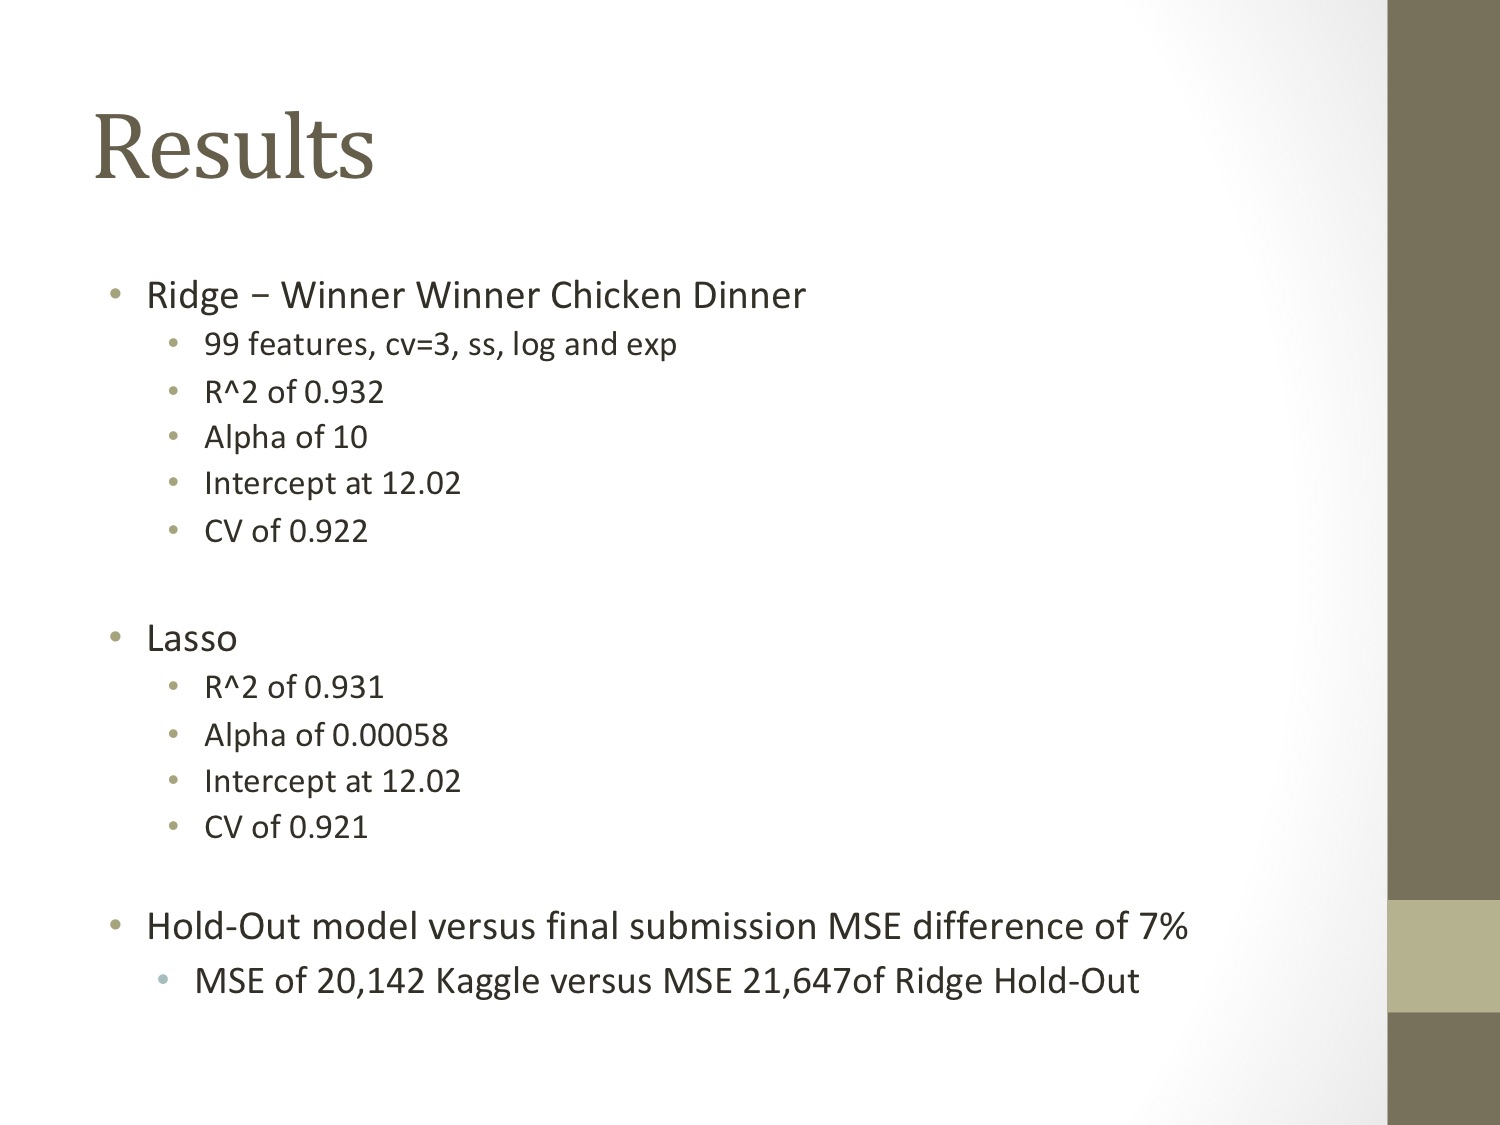 Results
• Ridge – Winner Winner Chicken Dinner
• 99 features, cv=3, ss, log and exp
• R^2 of 0.932
• Alpha of 10
• Intercept at 12.02
• CV of 0.922
• Lasso
• R^2 of 0.931
• Alpha of 0.00058
• Intercept at 12.02
• CV of 0.921
• Hold-Out model versus final submission MSE difference of 7%
• MSE of 20,142 Kaggle versus MSE 21,647of Ridge Hold-Out